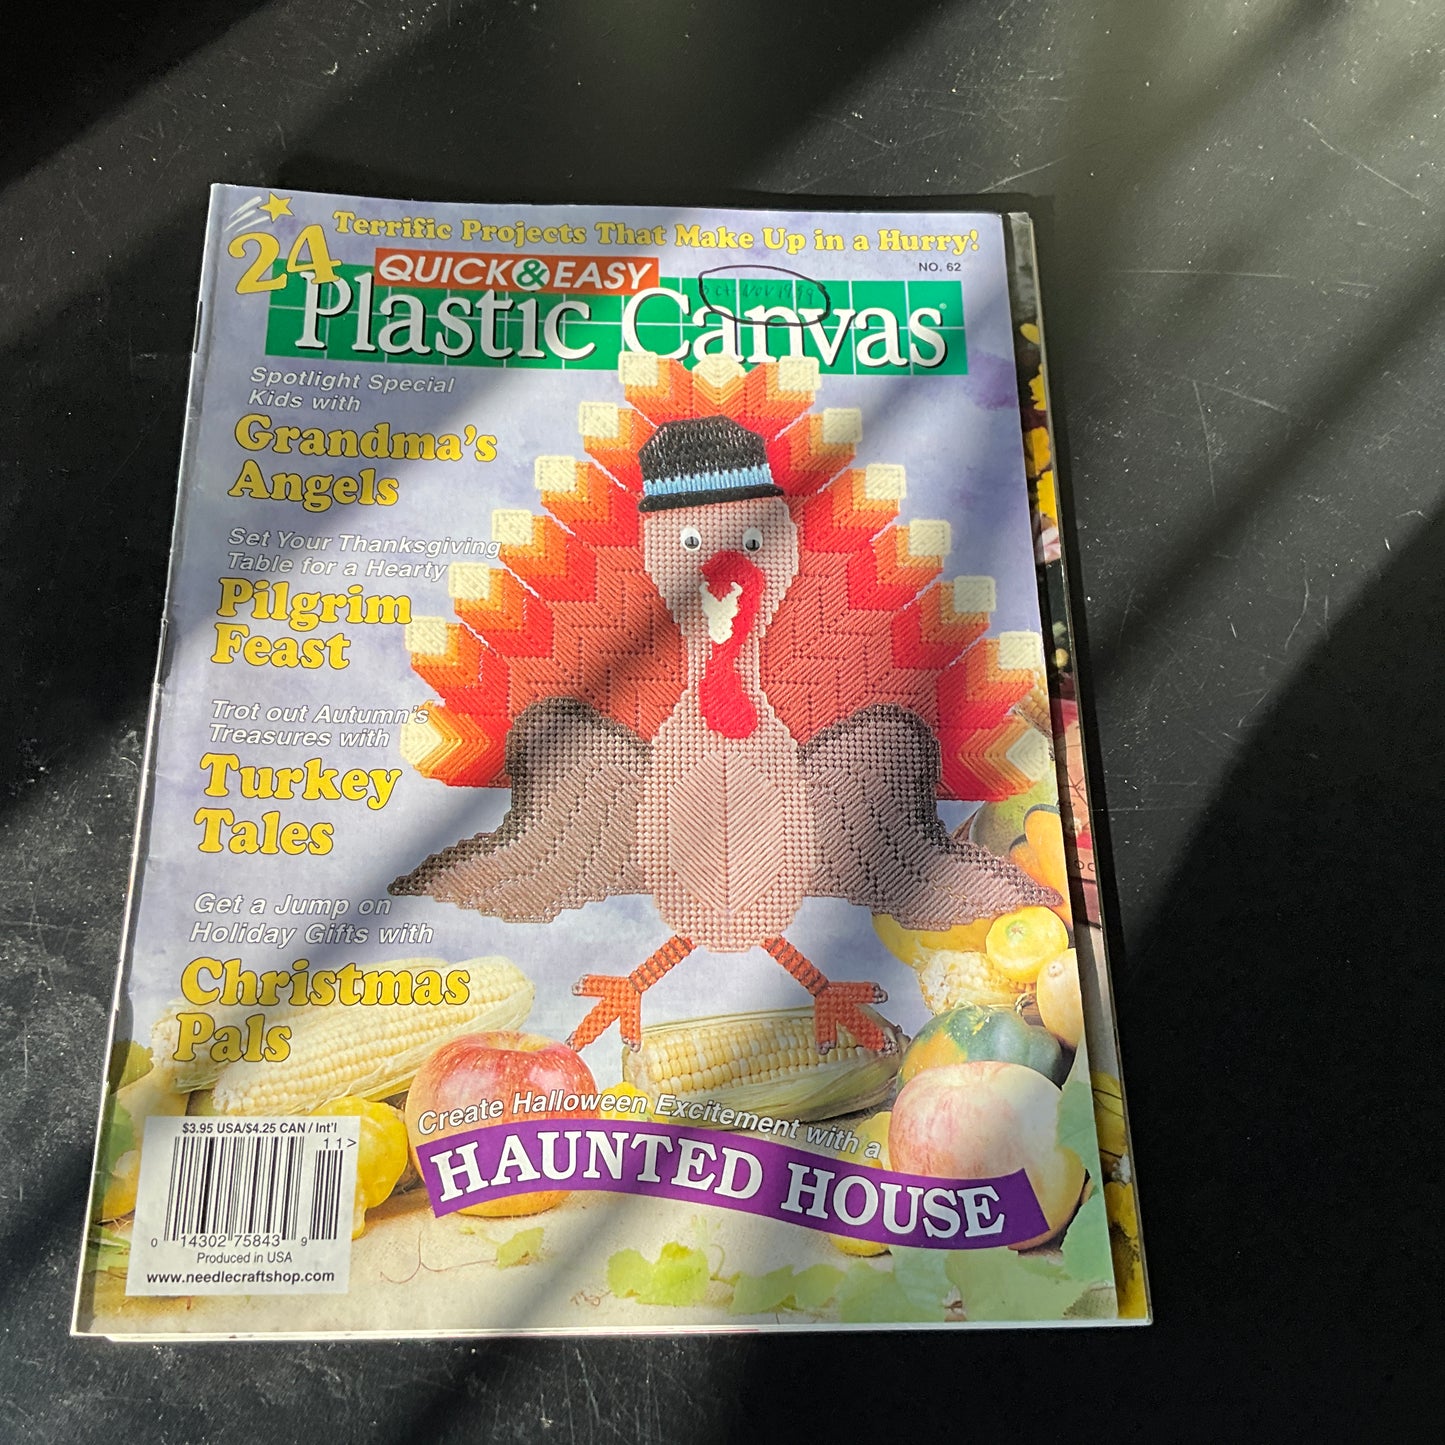 24 Terrific Projects That Make Up in a Hurry!
NO. 62
QUICK & EASY
Oct-Nov 1999
Plastic Canvas®
Spotlight Special
Kids with
Grandma's
Angels
Set Your Thanksgiving
Table for a Hearty
Pilgrim
Feast
Trot out Autumn's
Treasures with
Turkey
Tales
Get a Jump on
Holiday Gifts with
Christmas
Pals
Create Halloween Excitement with a
HAUNTED HOUSE
$3.95 USA/$4.25 CAN / Int'l
11>
0 14302 75843 9
Produced in USA
www.needlecraftshop.com